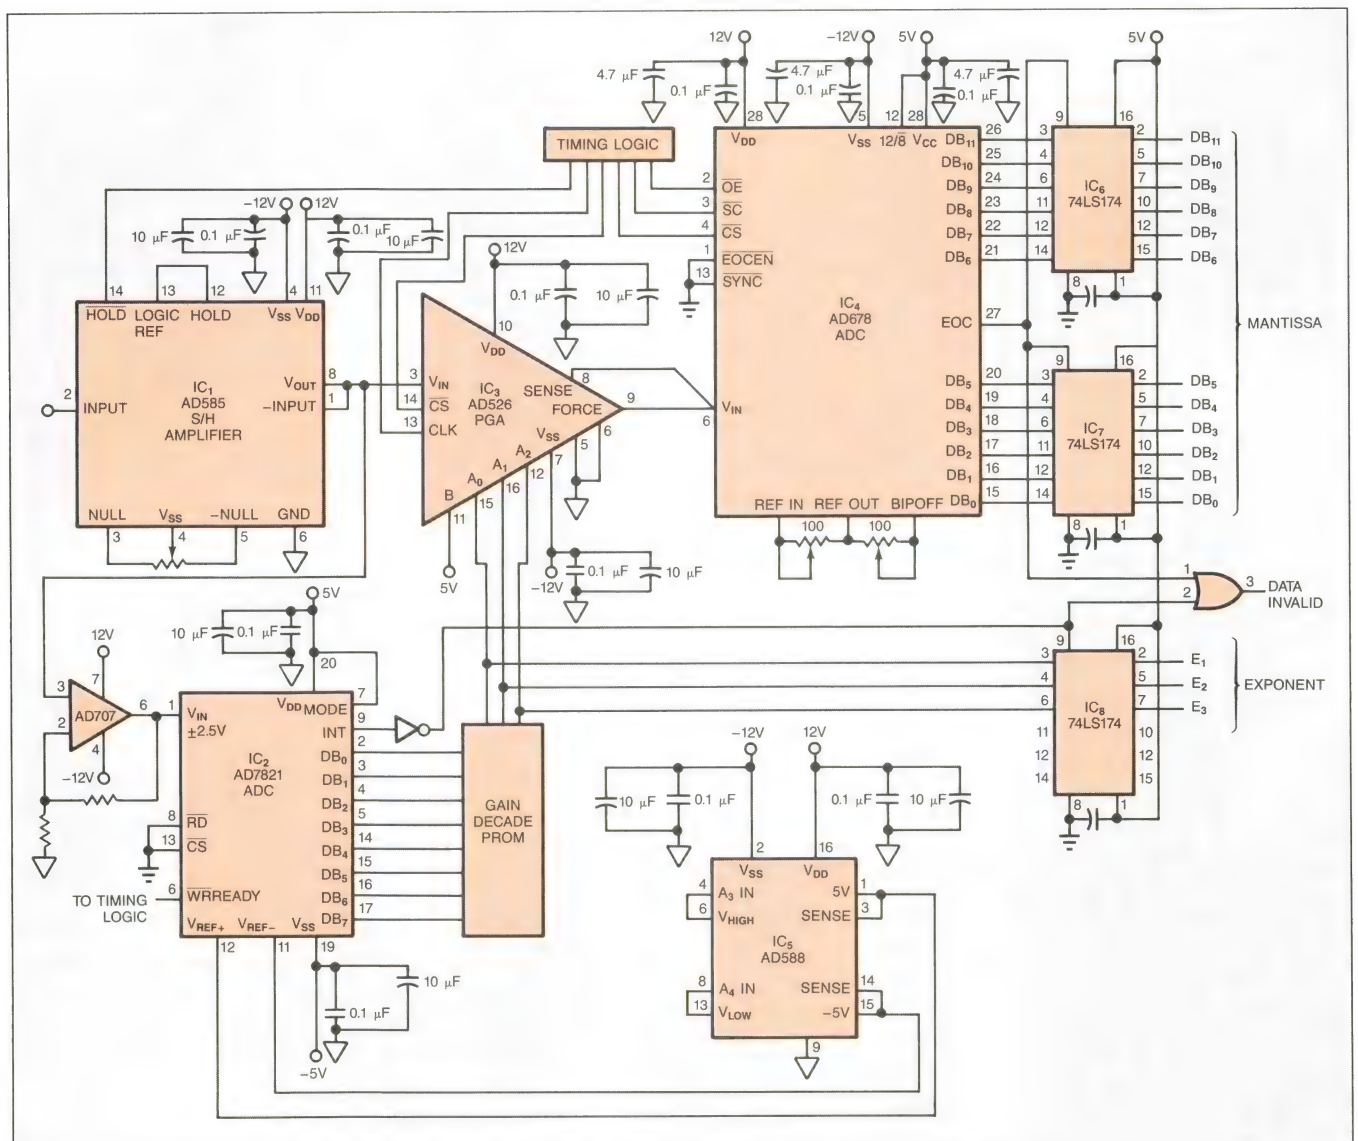 12V
−12V
5V
5V
4.7 µF
0.1 µF
4.7 µF
0.1 µF
4.7 µF
0.1 µF
TIMING LOGIC
28
5
12
28
VDD
VSS
12/8
VCC
2
OE
3
SC
4
CS
1
EOCEN
13
SYNC
IC4
AD678
ADC
VIN
6
REF IN
REF OUT
BIPOFF
100
100
DB11
26
DB10
25
DB9
24
DB8
23
DB7
22
DB6
21
EOC
27
DB5
20
DB4
19
DB3
18
DB2
17
DB1
16
DB0
15
9
16
3
4
6
11
12
14
IC6
74LS174
2
5
7
10
12
15
8
1
DB11
DB10
DB9
DB8
DB7
DB6
MANTISSA
9
16
3
4
6
11
12
14
IC7
74LS174
2
5
7
10
12
15
8
1
DB5
DB4
DB3
DB2
DB1
DB0
1
2
3
DATA
INVALID
−12V
12V
10 µF
0.1 µF
0.1 µF
10 µF
14
13
12
4
11
HOLD
LOGIC
REF
HOLD
VSS
VDD
IC1
AD585
S/H
AMPLIFIER
2
INPUT
VOUT
8
−INPUT
1
NULL
VSS
−NULL
GND
3
4
5
6
12V
0.1 µF
10 µF
10
VDD
3
VIN
14
CS
13
CLK
IC3
AD526
PGA
8
SENSE
FORCE
9
VSS
7
5
6
B
A0
A1
A2
11
15
16
12
5V
−12V
0.1 µF
10 µF
5V
10 µF
0.1 µF
20
12V
7
3
2
AD707
6
4
−12V
1
VIN
±2.5V
VDD
MODE
7
INT
9
IC2
AD7821
ADC
DB0
2
DB1
3
DB2
4
DB3
5
DB4
14
DB5
15
DB6
16
DB7
17
8
RD
13
CS
6
WRREADY
TO TIMING
LOGIC
VREF+
VREF−
VSS
12
11
19
0.1 µF
10 µF
−5V
GAIN
DECADE
PROM
9
16
3
4
6
11
12
14
IC8
74LS174
2
5
7
10
12
15
8
1
E1
E2
E3
EXPONENT
−12V
12V
10 µF
0.1 µF
0.1 µF
10 µF
2
16
VSS
VDD
4
A3 IN
6
VHIGH
5V
1
SENSE
3
IC5
AD588
8
A4 IN
13
VLOW
SENSE
14
−5V
15
9